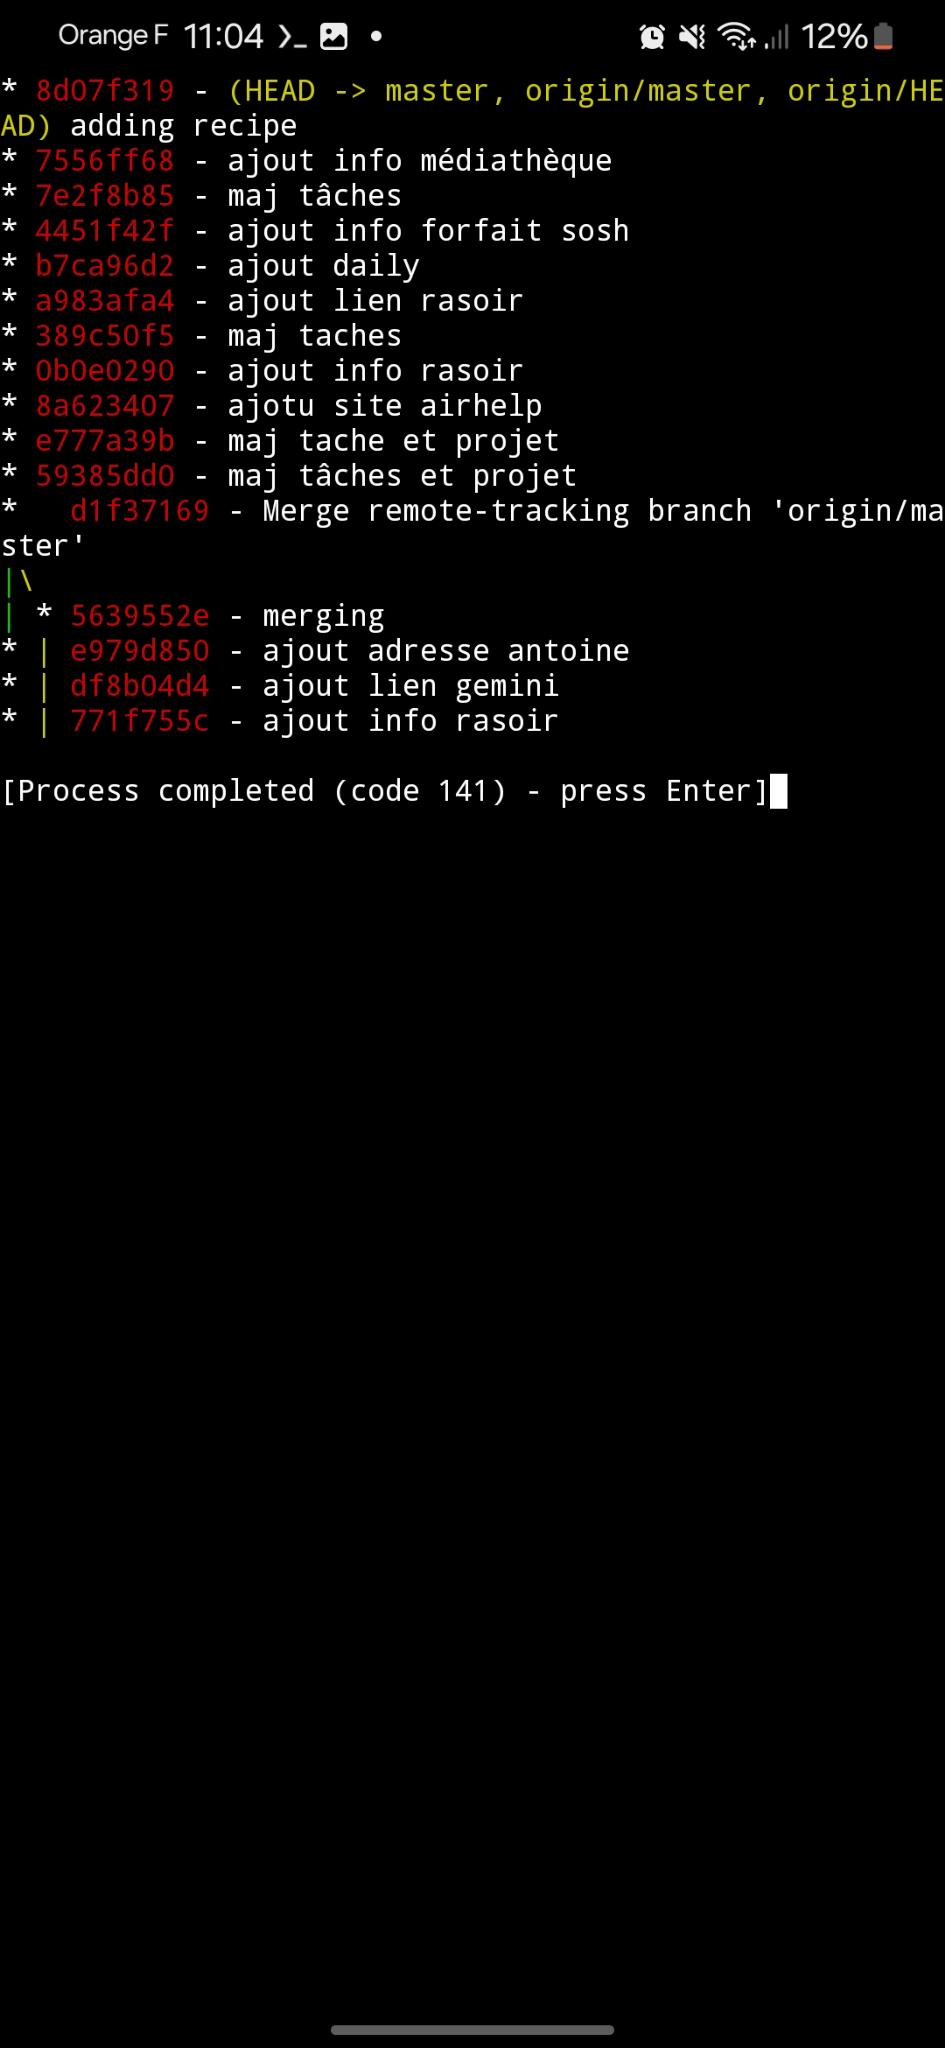 Orange F 11:04 12%
* 8d07f319 - (HEAD -> master, origin/master, origin/HE
AD) adding recipe
* 7556ff68 - ajout info médiathèque
* 7e2f8b85 - maj tâches
* 4451f42f - ajout info forfait sosh
* b7ca96d2 - ajout daily
* a983afa4 - ajout lien rasoir
* 389c50f5 - maj taches
* 0b0e0290 - ajout info rasoir
* 8a623407 - ajotu site airhelp
* e777a39b - maj tache et projet
* 59385dd0 - maj tâches et projet
*   d1f37169 - Merge remote-tracking branch 'origin/ma
ster'
|\
| * 5639552e - merging
* | e979d850 - ajout adresse antoine
* | df8b04d4 - ajout lien gemini
* | 771f755c - ajout info rasoir
[Process completed (code 141) - press Enter]